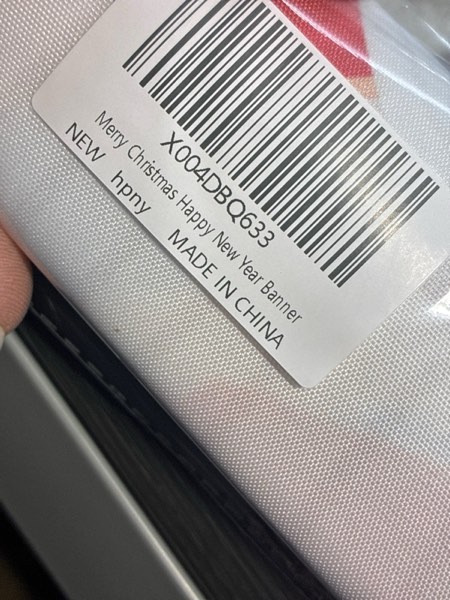 X004DBQ633
Merry Christmas Happy New Year Banner
NEW hpny MADE IN CHINA